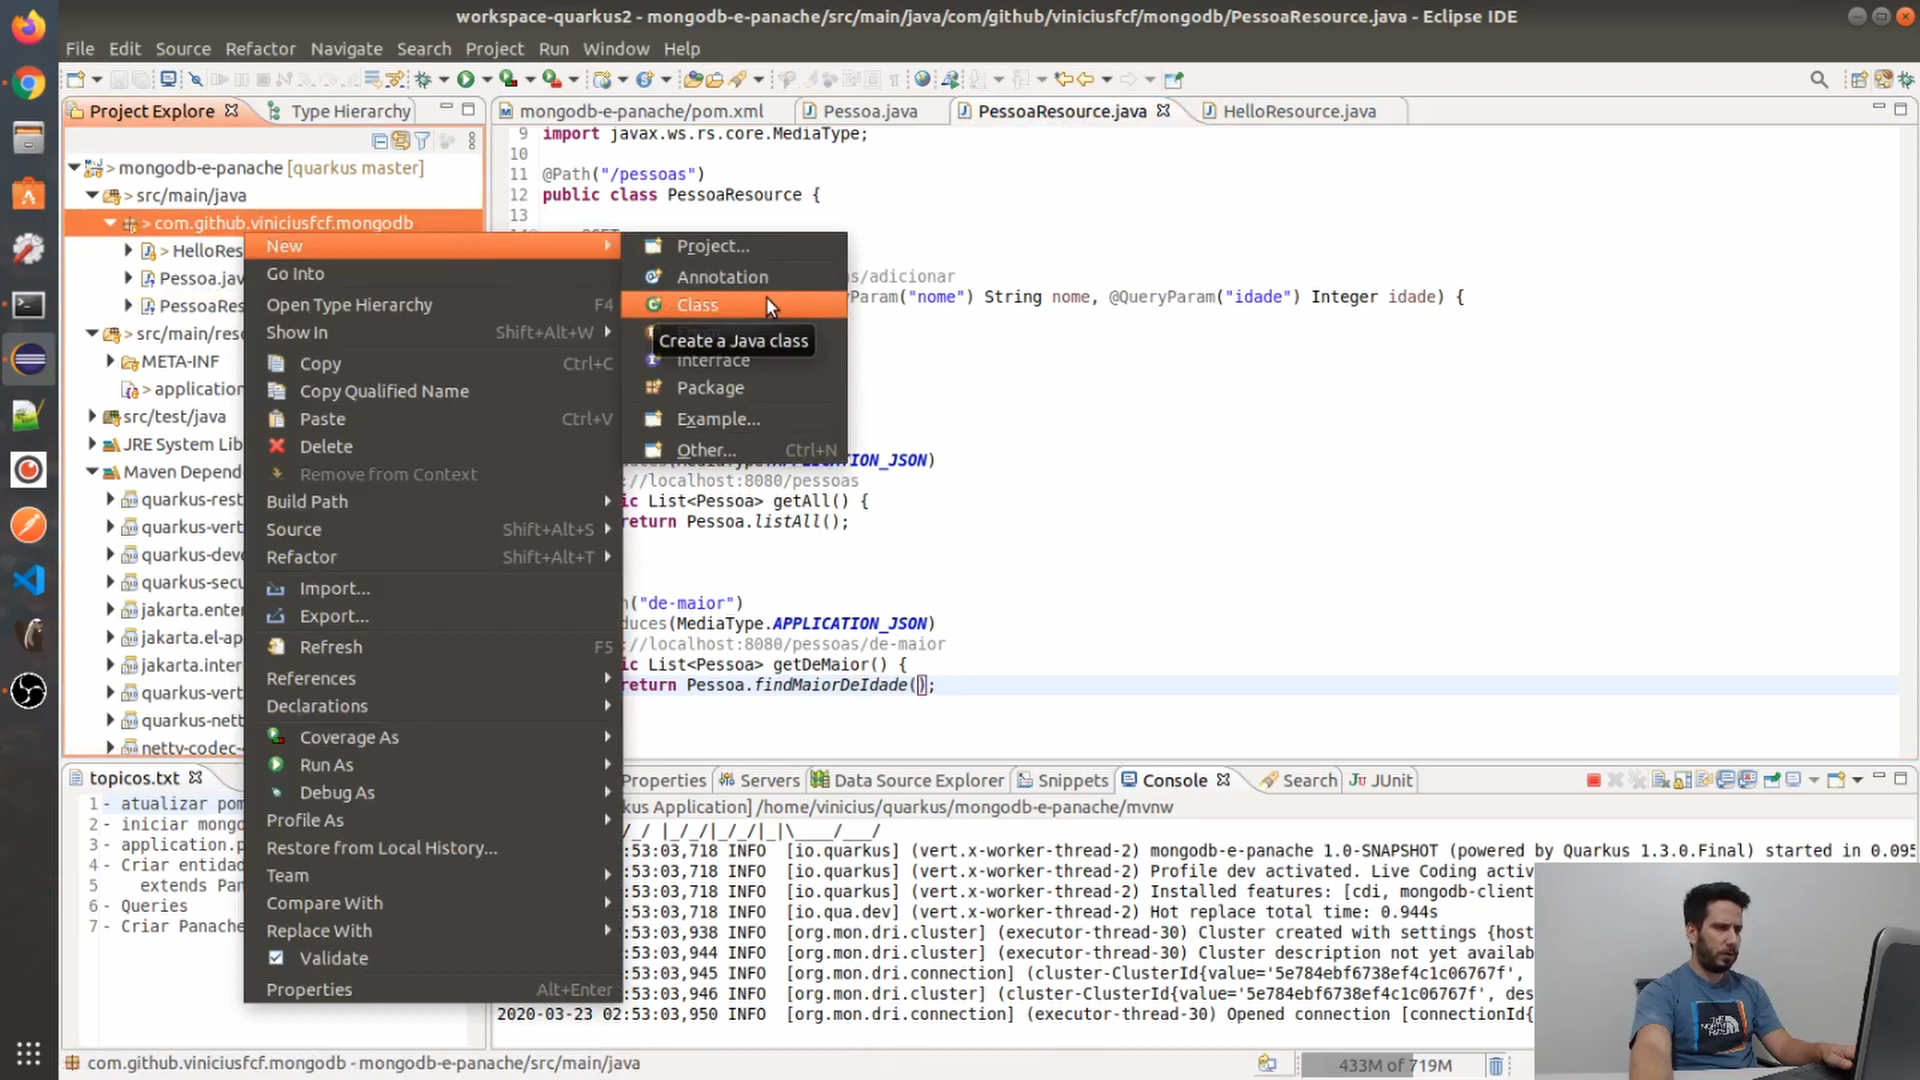 workspace-quarkus2 - mongodb-e-panache/src/main/java/com/github/viniciusfcf/mongodb/PessoaResource.java - Eclipse IDE
File Edit Source Refactor Navigate Search Project Run Window Help
Project Explore
Type Hierarchy
mongodb-e-panache/pom.xml
Pessoa.java
PessoaResource.java
HelloResource.java
> mongodb-e-panache [quarkus master]
> src/main/java
> com.github.viniciusfcf.mongodb
> HelloRes
Pessoa.jav
PessoaRes
> src/main/res
META-INF
> application
src/test/java
JRE System Lib
Maven Depend
quarkus-rest
quarkus-vert
quarkus-deve
quarkus-secu
jakarta.enter
jakarta.el-ap
jakarta.inter
quarkus-vert
quarkus-nett
netty-codec-
New
Go Into
Open Type Hierarchy F4
Show In Shift+Alt+W
Copy Ctrl+C
Copy Qualified Name
Paste Ctrl+V
Delete
Remove from Context
Build Path
Source Shift+Alt+S
Refactor Shift+Alt+T
Import...
Export...
Refresh F5
References
Declarations
Coverage As
Run As
Debug As
Profile As
Restore from Local History...
Team
Compare With
Replace With
Validate
Properties Alt+Enter
Project...
Annotation
Class
Create a Java class
Interface
Package
Example...
Other... Ctrl+N
9 import javax.ws.rs.core.MediaType;
10
11 @Path("/pessoas")
12 public class PessoaResource {
13
as/adicionar
yParam("nome") String nome, @QueryParam("idade") Integer idade) {
APPLICATION_JSON)
://localhost:8080/pessoas
ic List<Pessoa> getAll() {
return Pessoa.listAll();
h("de-maior")
duces(MediaType.APPLICATION_JSON)
://localhost:8080/pessoas/de-maior
ic List<Pessoa> getDeMaior() {
return Pessoa.findMaiorDeIdade();
topicos.txt
1 - atualizar pom
2 - iniciar mongo
3 - application.p
4 - Criar entidad
5 extends Pan
6 - Queries
7 - Criar Panache
Properties Servers Data Source Explorer Snippets Console Search JUnit
kus Application] /home/vinicius/quarkus/mongodb-e-panache/mvnw
_/ |_/_/|_/_/|_|\____/___/
:53:03,718 INFO [io.quarkus] (vert.x-worker-thread-2) mongodb-e-panache 1.0-SNAPSHOT (powered by Quarkus 1.3.0.Final) started in 0.095
:53:03,718 INFO [io.quarkus] (vert.x-worker-thread-2) Profile dev activated. Live Coding activ
:53:03,718 INFO [io.quarkus] (vert.x-worker-thread-2) Installed features: [cdi, mongodb-client
:53:03,718 INFO [io.qua.dev] (vert.x-worker-thread-2) Hot replace total time: 0.944s
:53:03,938 INFO [org.mon.dri.cluster] (executor-thread-30) Cluster created with settings {host
:53:03,944 INFO [org.mon.dri.cluster] (executor-thread-30) Cluster description not yet availab
:53:03,945 INFO [org.mon.dri.connection] (cluster-ClusterId{value='5e784ebf6738ef4c1c06767f',
:53:03,946 INFO [org.mon.dri.cluster] (cluster-ClusterId{value='5e784ebf6738ef4c1c06767f', des
2020-03-23 02:53:03,950 INFO [org.mon.dri.connection] (executor-thread-30) Opened connection [connectionId{
com.github.viniciusfcf.mongodb - mongodb-e-panache/src/main/java
433M of 719M
THE NORTH FACE